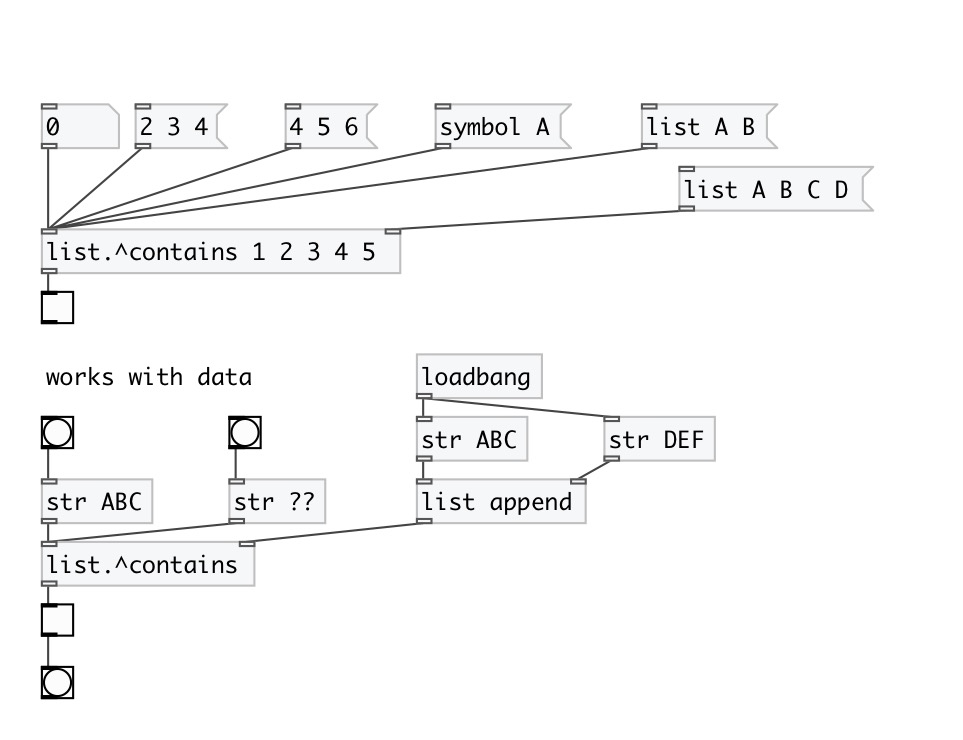 0
2 3 4
4 5 6
symbol A
list A B
list A B C D
list.^contains 1 2 3 4 5
works with data
loadbang
str ABC
str DEF
str ABC
str ??
list append
list.^contains